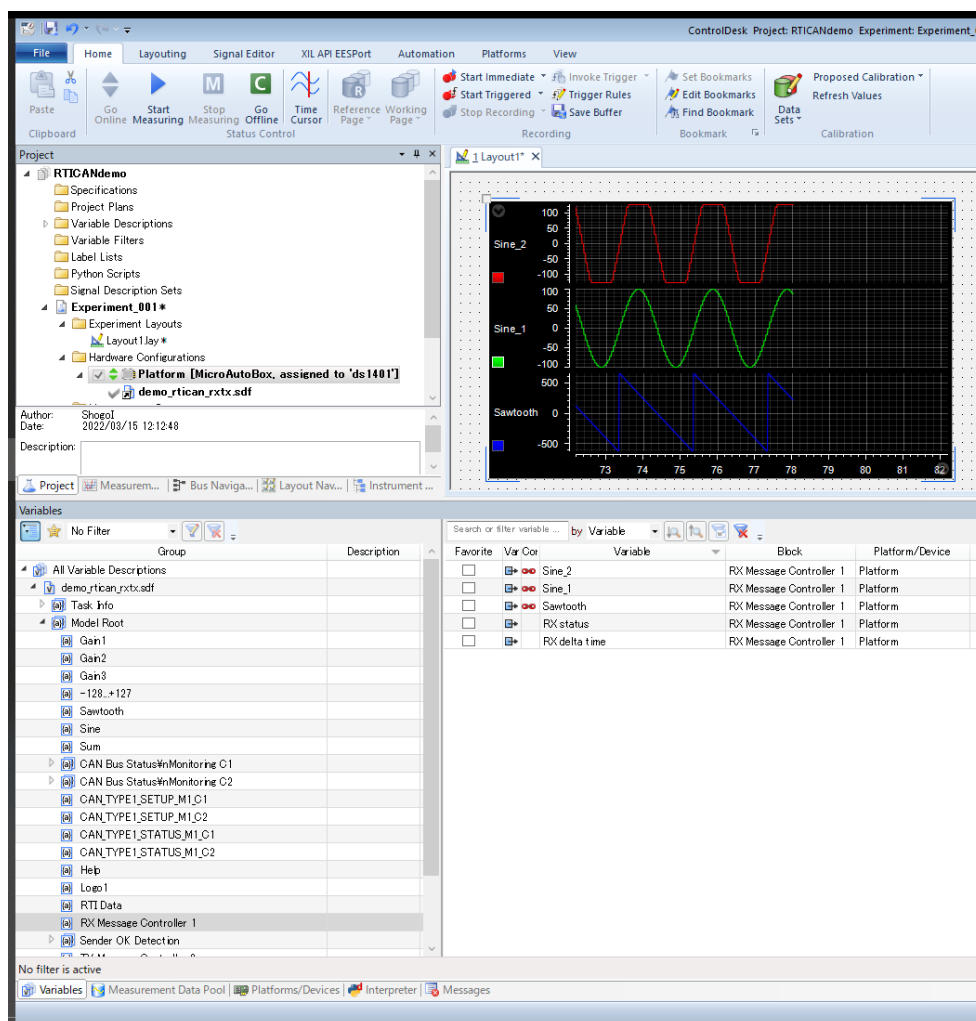 ControlDesk Project: RTICANdemo Experiment: Experiment_
File Home Layouting Signal Editor XIL API EESPort Automation Platforms View
Paste
Go Online
Start Measuring
Stop Measuring
Go Offline
Time Cursor
Reference Page
Working Page
Start Immediate
Start Triggered
Stop Recording
Invoke Trigger
Trigger Rules
Save Buffer
Set Bookmarks
Edit Bookmarks
Find Bookmark
Data Sets
Proposed Calibration
Refresh Values
Clipboard Status Control Recording Bookmark Calibration
Project
1 Layout1*
RTICANdemo
Specifications
Project Plans
Variable Descriptions
Variable Filters
Label Lists
Python Scripts
Signal Description Sets
Experiment_001*
Experiment Layouts
Layout1.lay*
Hardware Configurations
Platform [MicroAutoBox, assigned to 'ds1401']
demo_rtican_rxtx.sdf
Author: ShogoI
Date: 2022/03/15 12:12:48
Description:
Project Measurem... Bus Naviga... Layout Nav... Instrument ...
Sine_2
100
50
0
-50
-100
Sine_1
100
50
0
-50
-100
Sawtooth
500
0
-500
73 74 75 76 77 78 79 80 81 82
Variables
No Filter
Group Description
All Variable Descriptions
demo_rtican_rxtx.sdf
Task Info
Model Root
Gain1
Gain2
Gain3
-128..+127
Sawtooth
Sine
Sum
CAN Bus Status¥nMonitoring C1
CAN Bus Status¥nMonitoring C2
CAN_TYPE1_SETUP_M1_C1
CAN_TYPE1_SETUP_M1_C2
CAN_TYPE1_STATUS_M1_C1
CAN_TYPE1_STATUS_M1_C2
Help
Logo1
RTI Data
RX Message Controller 1
Sender OK Detection
Search or filter variable ... by Variable
Favorite Var Cor Variable Block Platform/Device
Sine_2 RX Message Controller 1 Platform
Sine_1 RX Message Controller 1 Platform
Sawtooth RX Message Controller 1 Platform
RX status RX Message Controller 1 Platform
RX delta time RX Message Controller 1 Platform
No filter is active
Variables Measurement Data Pool Platforms/Devices Interpreter Messages